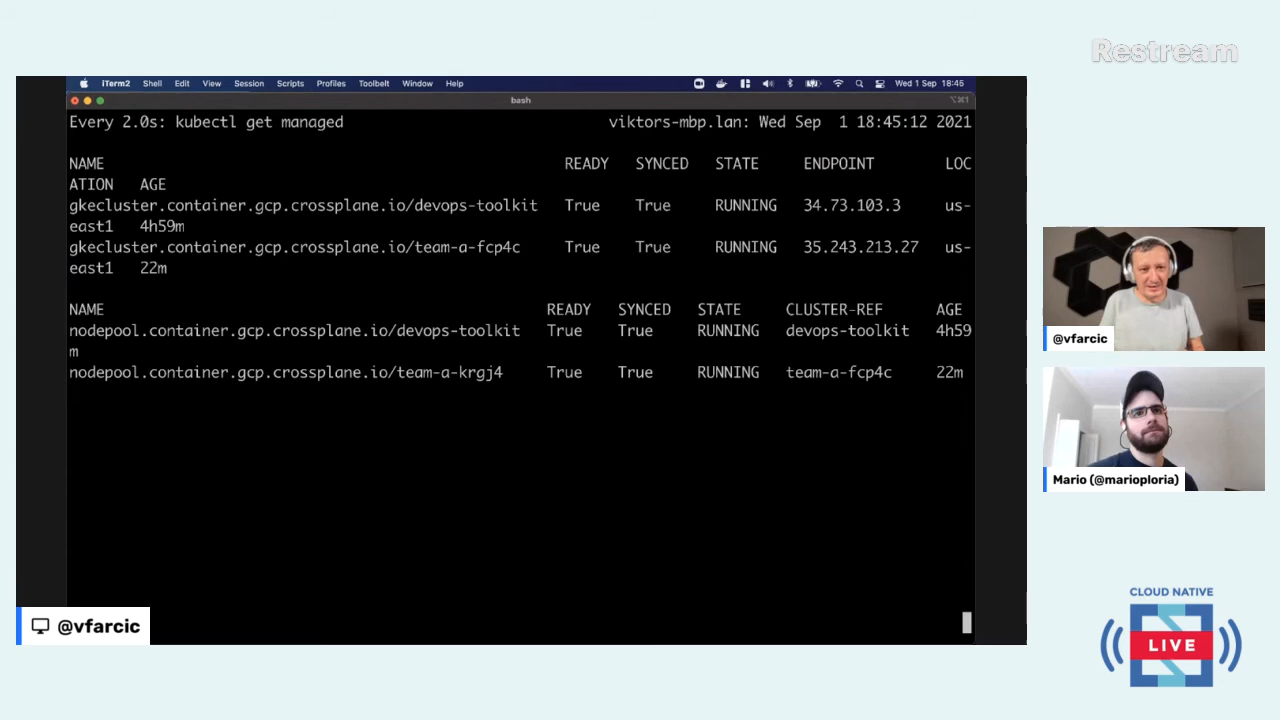 Restream
iTerm2 Shell Edit View Session Scripts Profiles Toolbelt Window Help Wed 1 Sep 18:45
bash ⌥⌘1
Every 2.0s: kubectl get managed viktors-mbp.lan: Wed Sep 1 18:45:12 2021
NAME READY SYNCED STATE ENDPOINT LOC
ATION AGE
gkecluster.container.gcp.crossplane.io/devops-toolkit True True RUNNING 34.73.103.3 us-
east1 4h59m
gkecluster.container.gcp.crossplane.io/team-a-fcp4c True True RUNNING 35.243.213.27 us-
east1 22m
NAME READY SYNCED STATE CLUSTER-REF AGE
nodepool.container.gcp.crossplane.io/devops-toolkit True True RUNNING devops-toolkit 4h59
m
nodepool.container.gcp.crossplane.io/team-a-krgj4 True True RUNNING team-a-fcp4c 22m
@vfarcic
@vfarcic
Mario (@marioploria)
CLOUD NATIVE
LIVE